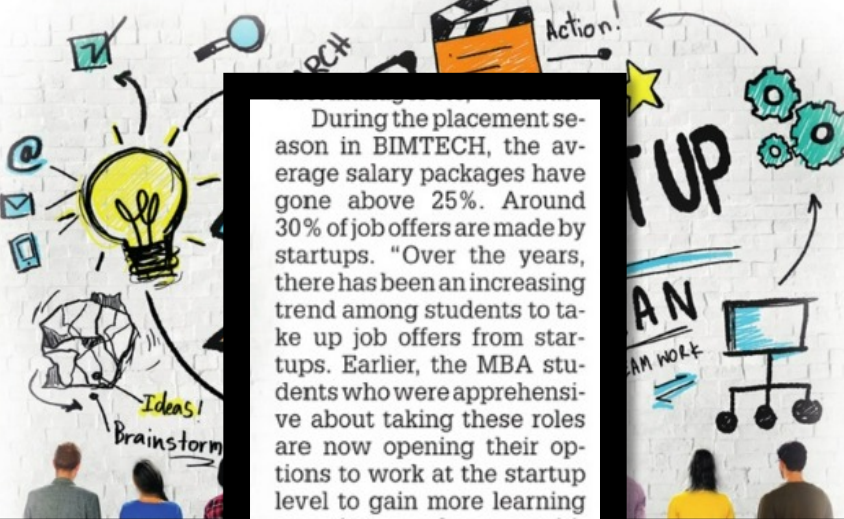 Action!
ARCH
@
TUP
AN
EAM WORK
Ideas!
Brainstorm
During the placement se-
ason in BIMTECH, the av-
erage salary packages have
gone above 25%. Around
30% of job offers are made by
startups. “Over the years,
there has been an increasing
trend among students to ta-
ke up job offers from star-
tups. Earlier, the MBA stu-
dents who were apprehensi-
ve about taking these roles
are now opening their op-
tions to work at the startup
level to gain more learning